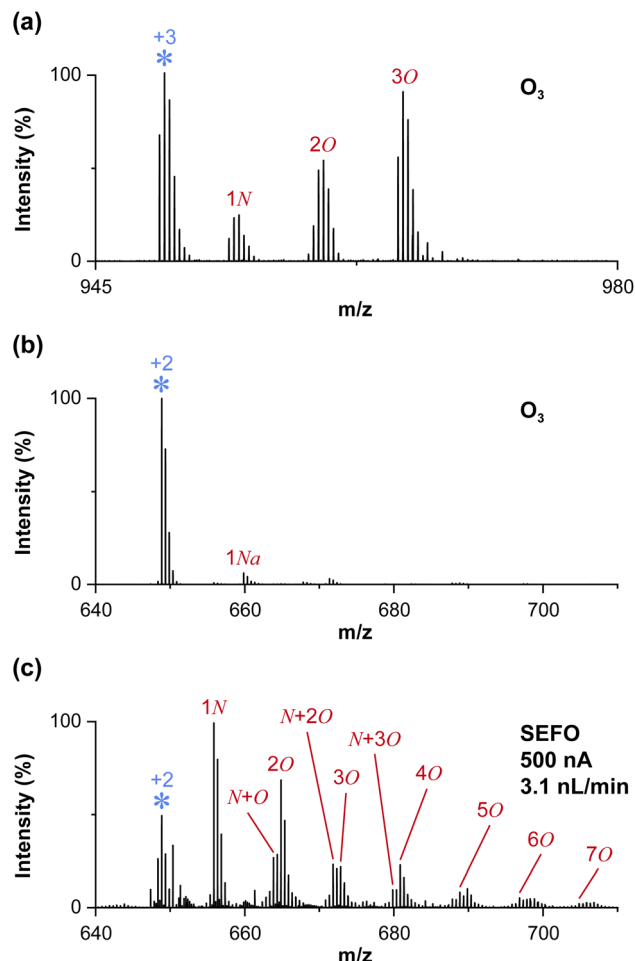 (a)
+3
*
1N
2O
3O
O₃
100
0
Intensity (%)
945
980
m/z
(b)
+2
*
1Na
O₃
100
0
Intensity (%)
640
660
680
700
m/z
(c)
+2
*
1N
N+O
2O
N+2O
3O
N+3O
4O
5O
6O
7O
SEFO
500 nA
3.1 nL/min
100
0
Intensity (%)
640
660
680
700
m/z